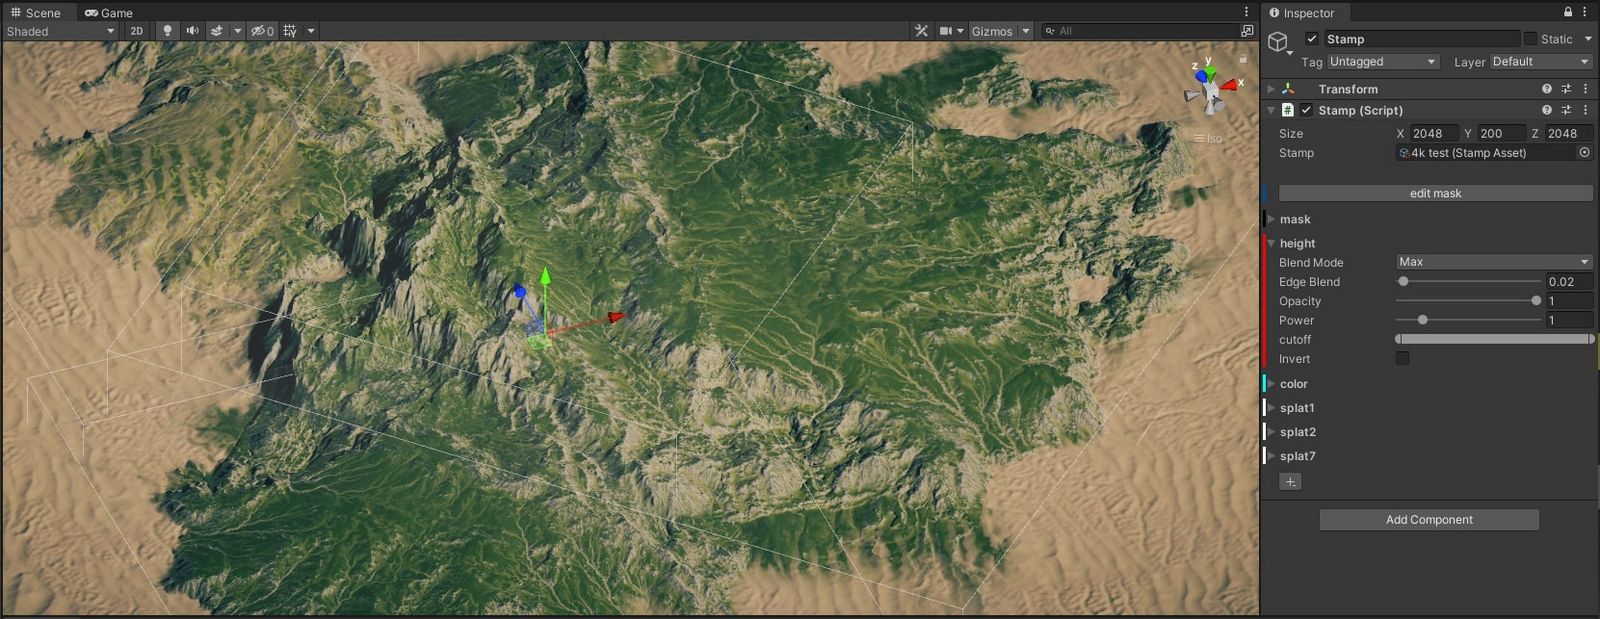 Scene Game
Shaded 2D 0 Gizmos All
y
z x
Iso
Inspector
Stamp Static
Tag Untagged Layer Default
Transform
# Stamp (Script)
Size X 2048 Y 200 Z 2048
Stamp 4k test (Stamp Asset)
edit mask
mask
height
Blend Mode Max
Edge Blend 0.02
Opacity 1
Power 1
cutoff
Invert
color
splat1
splat2
splat7
+
Add Component